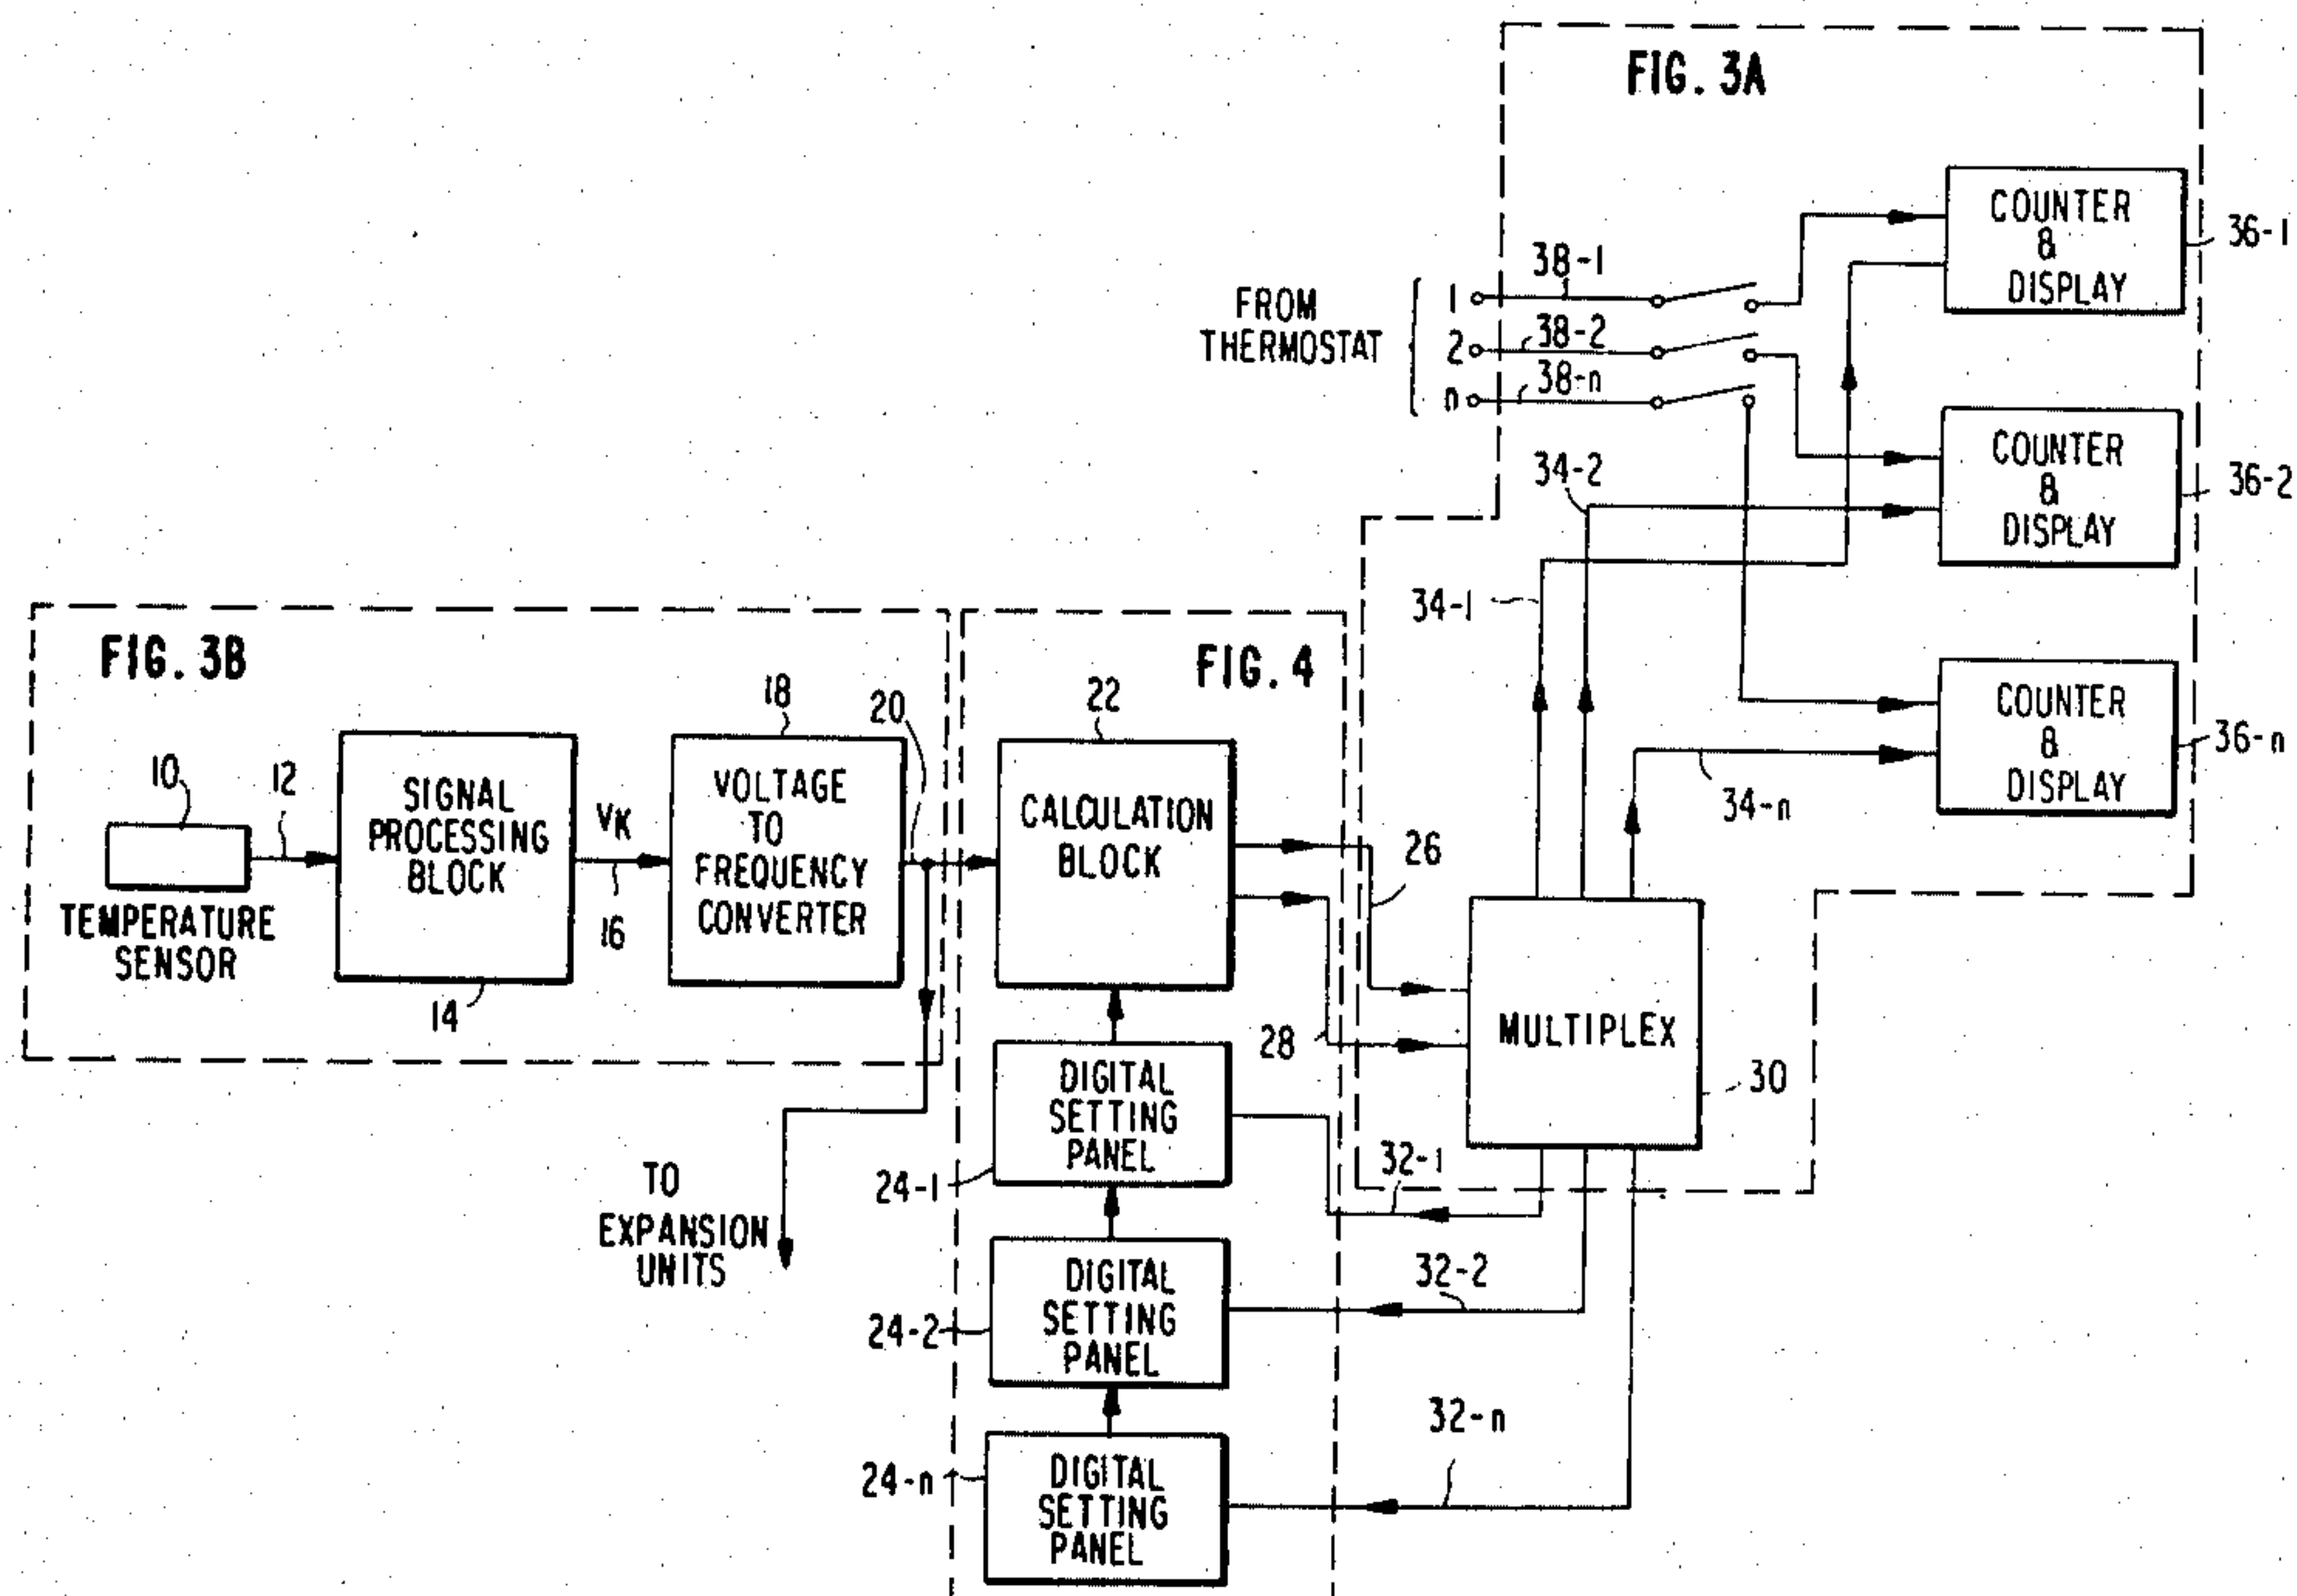 FIG. 3A
COUNTER
&
DISPLAY
36-1
38-1
FROM
THERMOSTAT
1
2
n
38-2
38-n
COUNTER
&
DISPLAY
36-2
34-2
34-1
COUNTER
&
DISPLAY
36-n
34-n
FIG. 3B
10
TEMPERATURE
SENSOR
12
SIGNAL
PROCESSING
BLOCK
14
VK
16
18
VOLTAGE
TO
FREQUENCY
CONVERTER
20
TO
EXPANSION
UNITS
FIG. 4
22
CALCULATION
BLOCK
26
28
MULTIPLEX
30
DIGITAL
SETTING
PANEL
24-1
32-1
DIGITAL
SETTING
PANEL
24-2
32-2
DIGITAL
SETTING
PANEL
24-n
32-n